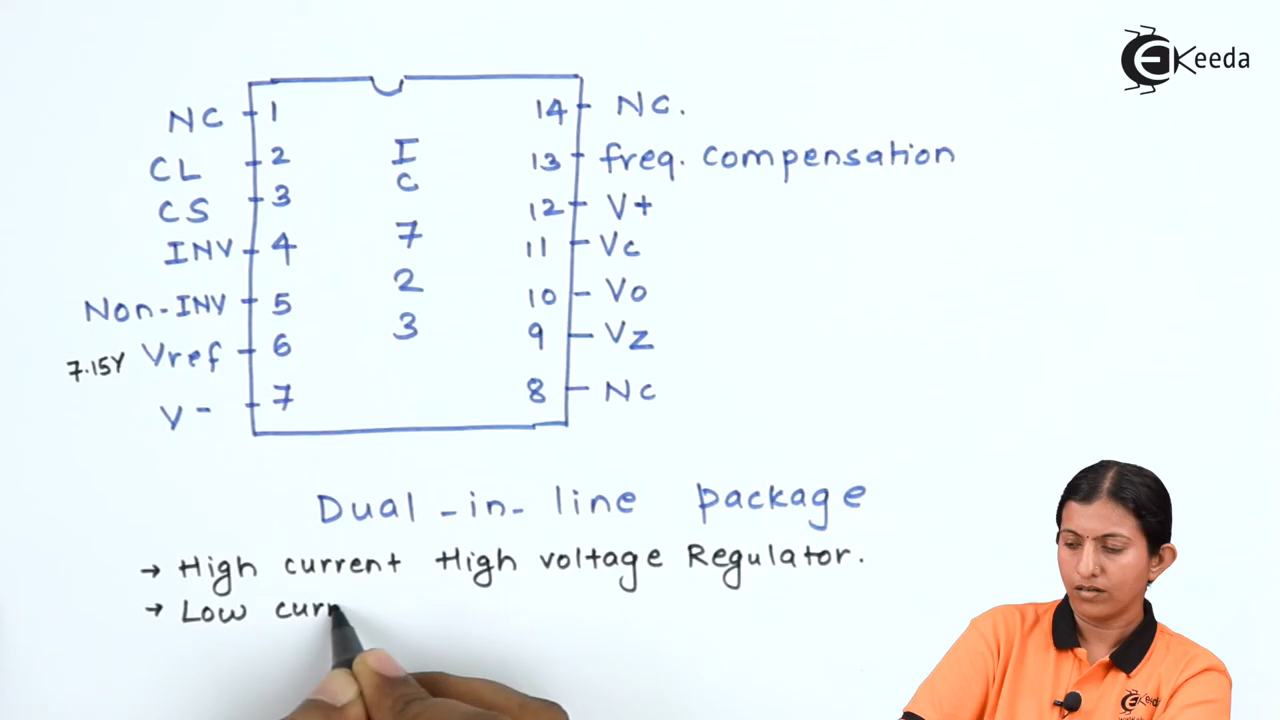 Keeda
NC 1 14 NC.
CL 2 I 13 freq. compensation
CS 3 C 12 V+
INV 4 7 11 Vc
Non-INV 5 2 10 Vo
7.15V Vref 6 3 9 VZ
V- 7 8 NC
Dual-in-line package
→ High current High voltage Regulator.
→ Low curr
Keeda